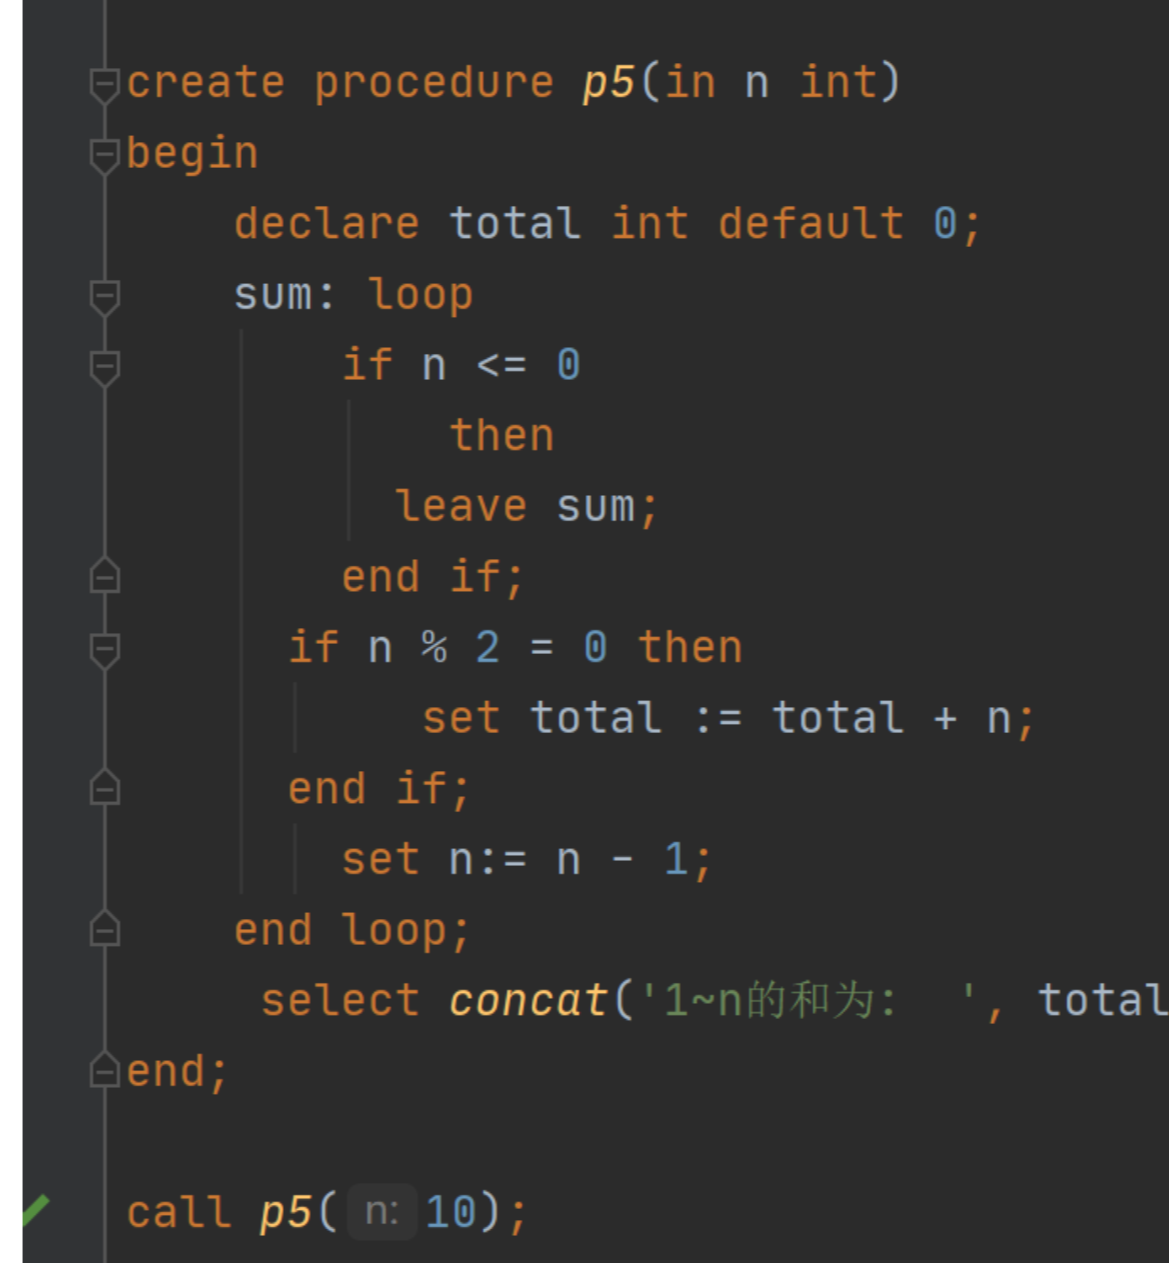 create procedure p5(in n int)
begin
declare total int default 0;
sum: loop
if n <= 0
then
leave sum;
end if;
if n % 2 = 0 then
set total := total + n;
end if;
set n:= n - 1;
end loop;
select concat('1~n的和为:  ', total
end;
call p5( n: 10);